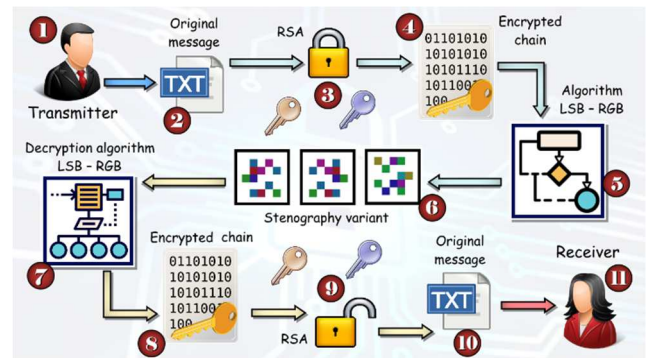 1
Transmitter
Original
message
TXT
2
RSA
3
4
01101010
10101010
10101110
1011001
100
Encrypted
chain
Algorithm
LSB – RGB
5
Stenography variant
6
Decryption algorithm
LSB – RGB
7
Encrypted chain
01101010
10101010
10101110
1011001
100
8
9
RSA
Original
message
TXT
10
Receiver
11